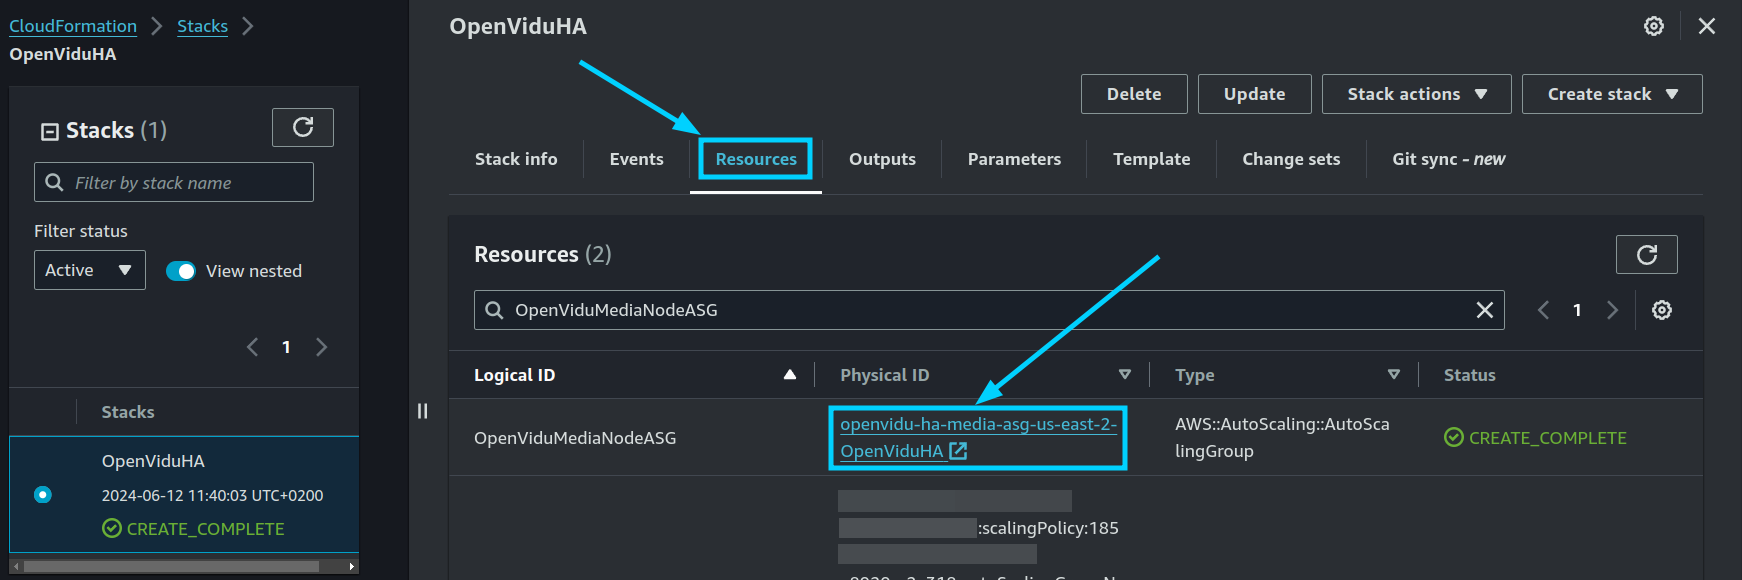 CloudFormation
Stacks
OpenViduHA
Stacks (1)
Filter by stack name
Filter status
Active
View nested
1
Stacks
OpenViduHA
2024-06-12 11:40:03 UTC+0200
CREATE_COMPLETE
OpenViduHA
Delete
Update
Stack actions
Create stack
Stack info
Events
Resources
Outputs
Parameters
Template
Change sets
Git sync - new
Resources (2)
OpenViduMediaNodeASG
1
Logical ID
Physical ID
Type
Status
OpenViduMediaNodeASG
openvidu-ha-media-asg-us-east-2-
OpenViduHA
AWS::AutoScaling::AutoSca
lingGroup
CREATE_COMPLETE
:scalingPolicy:185